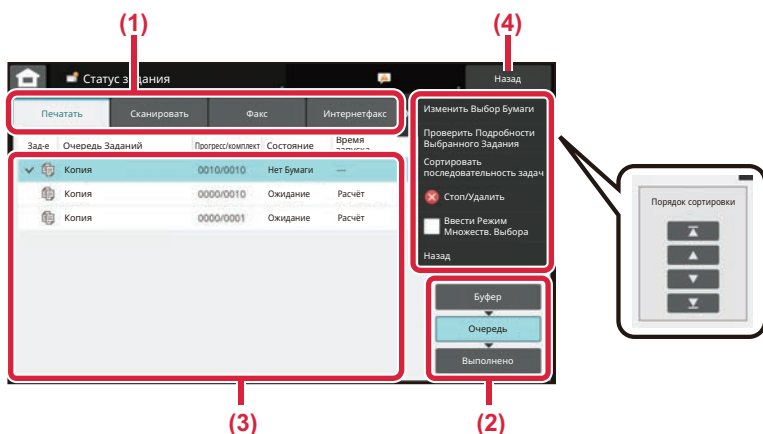 (1)
(4)
Статус задания
Назад
Печатать
Сканировать
Факс
Интернетфакс
Зад-е
Очередь Заданий
Прогресс/комплект
Состояние
Время
запуска
Копия
0010/0010
Нет Бумаги
---
Копия
0000/0010
Ожидание
Расчёт
Копия
0000/0001
Ожидание
Расчёт
Изменить Выбор Бумаги
Проверить Подробности
Выбранного Задания
Сортировать
последовательность задач
Стоп/Удалить
Ввести Режим
Множеств. Выбора
Назад
Порядок сортировки
Буфер
Очередь
Выполнено
(3)
(2)